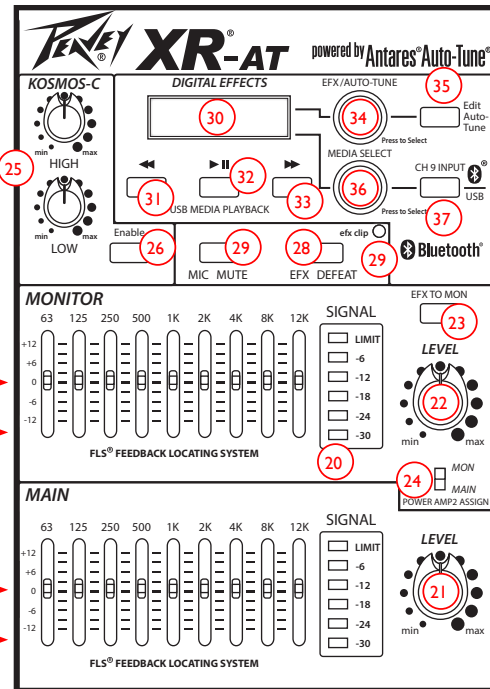 PEAVEY® XR®-AT powered by Antares® Auto-Tune®
KOSMOS-C
min max
HIGH
25
min max
LOW
Enable
26
DIGITAL EFFECTS
30
◀◀ ▶❚❚ ▶▶
31 32 33
USB MEDIA PLAYBACK
EFX/AUTO-TUNE
34
Press to Select
35
Edit
Auto-
Tune
MEDIA SELECT
36
Press to Select
CH 9 INPUT
®
USB
37
29
MIC MUTE
28
EFX DEFEAT
efx clip
29
Bluetooth®
MONITOR
63 125 250 500 1K 2K 4K 8K 12K
+12
+6
0
-6
-12
FLS® FEEDBACK LOCATING SYSTEM
SIGNAL
LIMIT
-6
-12
-18
-24
-30
20
EFX TO MON
23
LEVEL
22
min max
24
MON
MAIN
POWER AMP2 ASSIGN
MAIN
63 125 250 500 1K 2K 4K 8K 12K
+12
+6
0
-6
-12
FLS® FEEDBACK LOCATING SYSTEM
SIGNAL
LIMIT
-6
-12
-18
-24
-30
LEVEL
21
min max